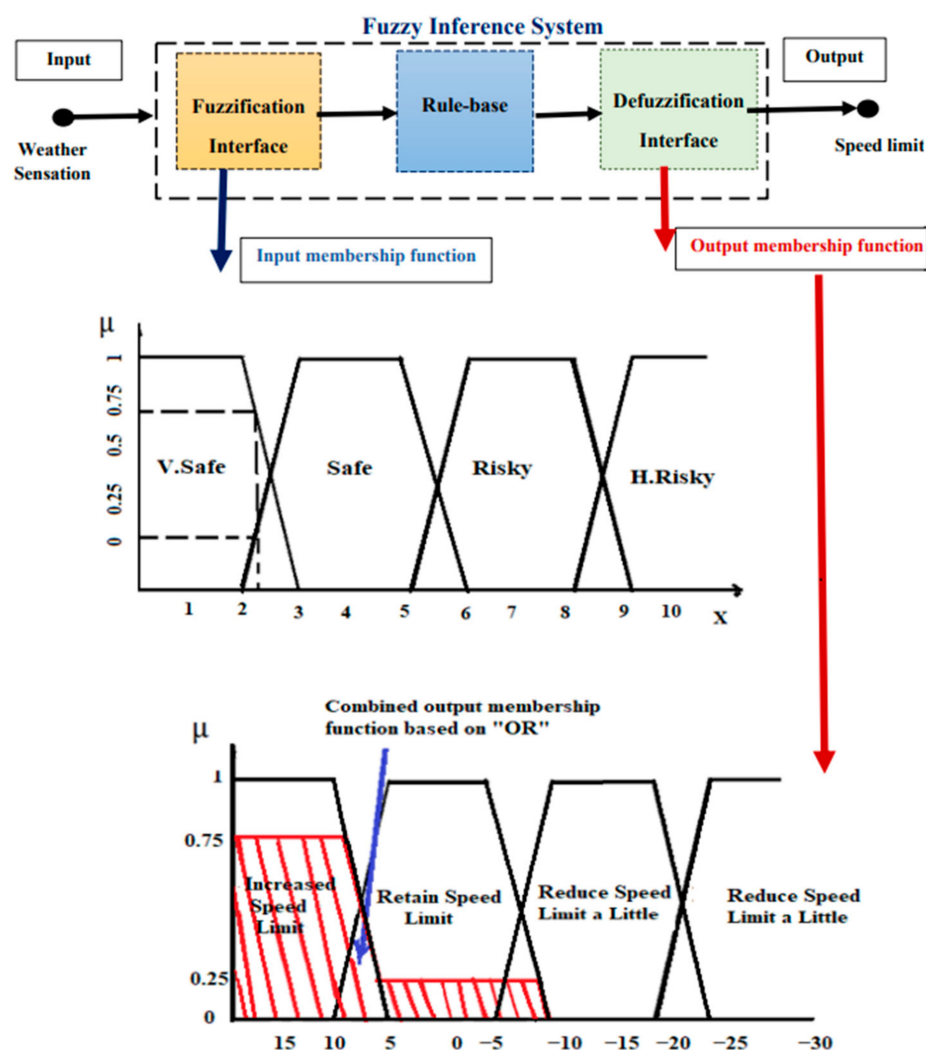 Fuzzy Inference System
Input
Output
Fuzzification
Interface
Rule-base
Defuzzification
Interface
Weather
Sensation
Speed limit
Input membership function
Output membership function
μ
1
0.75
0.5
0.25
0
V.Safe
Safe
Risky
H.Risky
1 2 3 4 5 6 7 8 9 10
X
Combined output membership
function based on "OR"
μ
1
0.75
0.25
0
Increased
Speed
Limit
Retain Speed
Limit
Reduce Speed
Limit a Little
Reduce Speed
Limit a Little
15 10 5 0 −5 −10 −15 −20 −25 −30